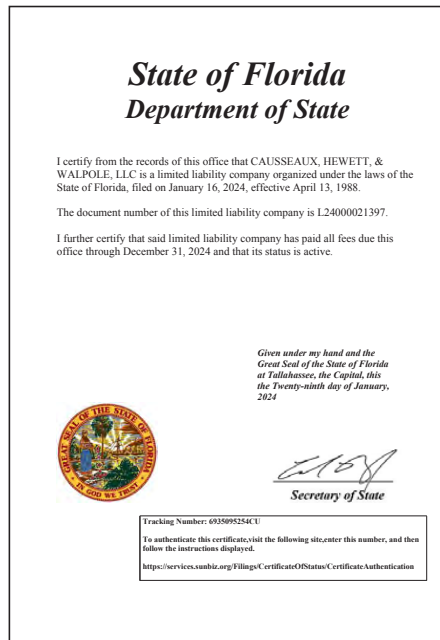 State of Florida
Department of State
I certify from the records of this office that CAUSSEAUX, HEWETT, &
WALPOLE, LLC is a limited liability company organized under the laws of the
State of Florida, filed on January 16, 2024, effective April 13, 1988.
The document number of this limited liability company is L24000021397.
I further certify that said limited liability company has paid all fees due this
office through December 31, 2024 and that its status is active.
Given under my hand and the
Great Seal of the State of Florida
at Tallahassee, the Capital, this
the Twenty-ninth day of January,
2024
GREAT SEAL OF THE STATE OF FLORIDA
IN GOD WE TRUST
Secretary of State
Tracking Number: 6935095254CU
To authenticate this certificate,visit the following site,enter this number, and then
follow the instructions displayed.
https://services.sunbiz.org/Filings/CertificateOfStatus/CertificateAuthentication